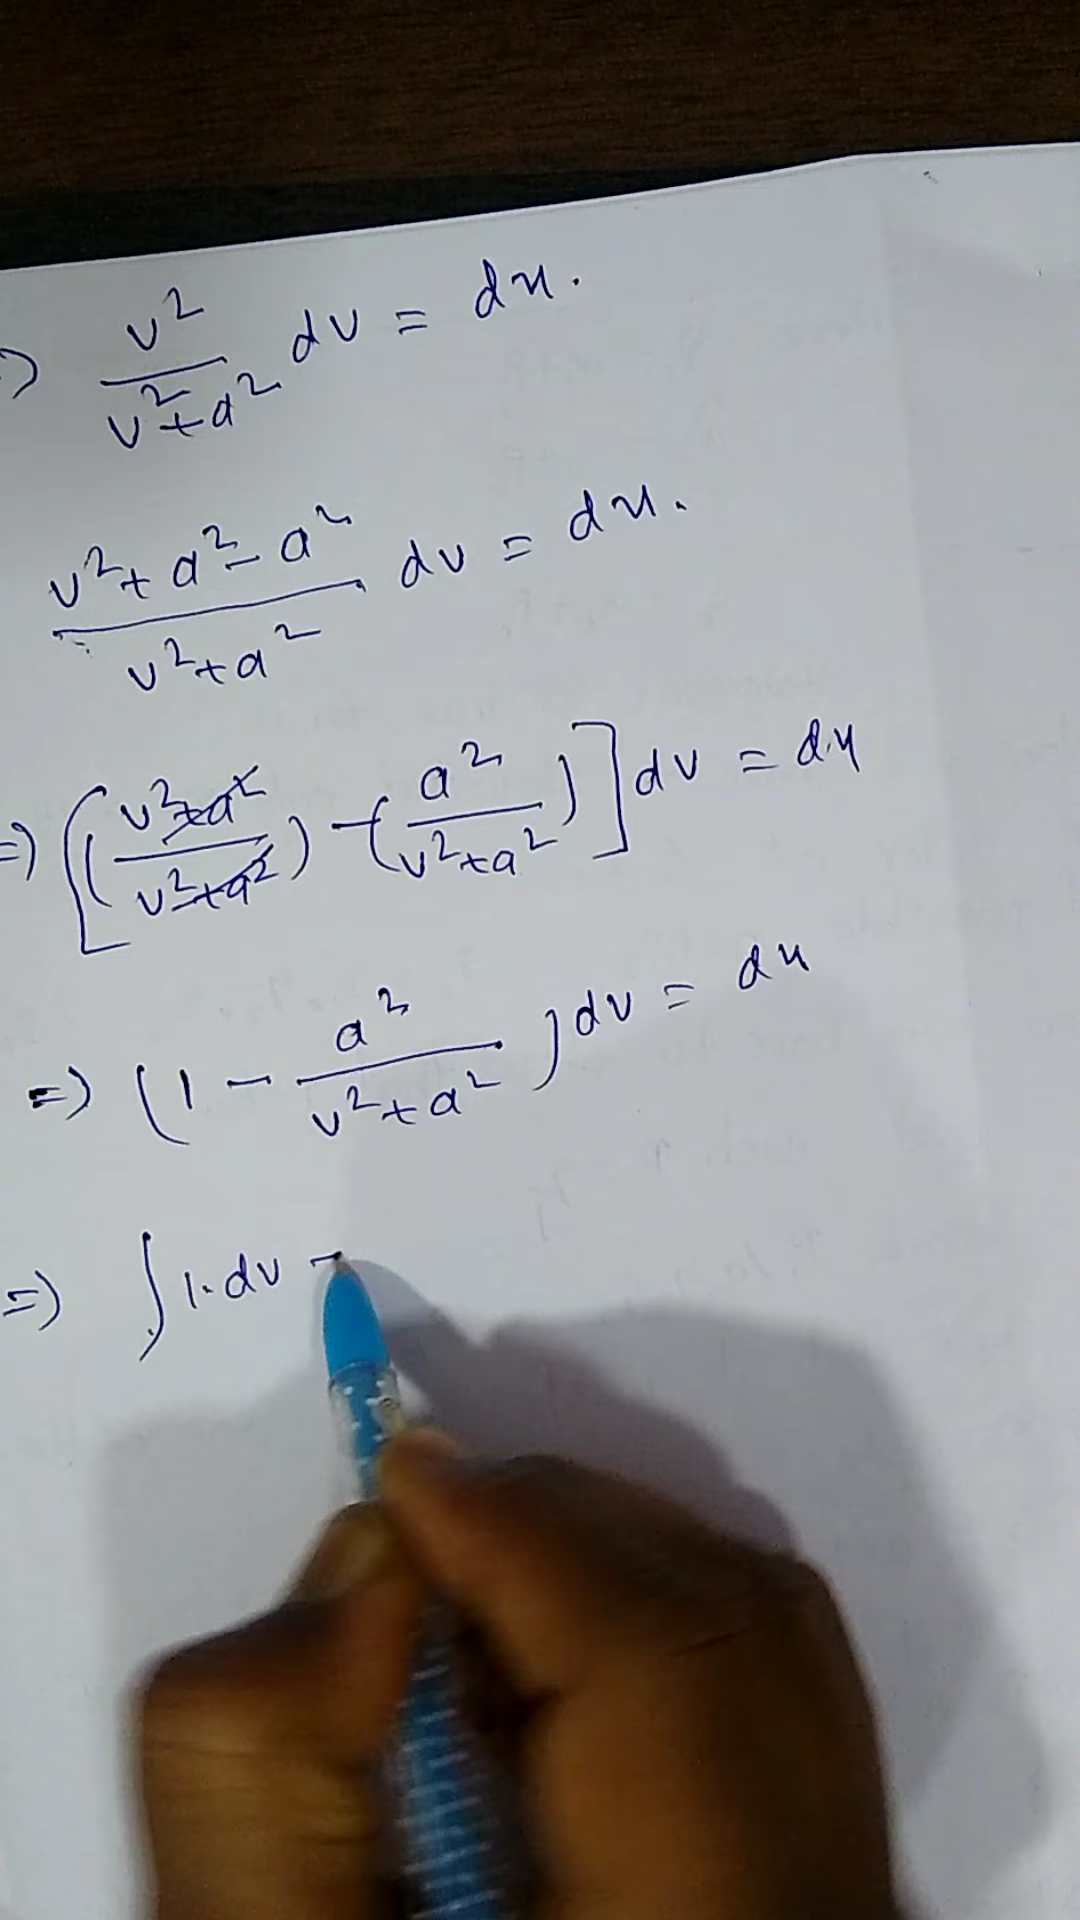 ⇒ v²/(v²+a²) dv = dx.
(v²+a²-a²)/(v²+a²) dv = dx.
⇒ [((v²+a²)/(v²+a²)) - (a²/(v²+a²))] dv = dx
⇒ (1 - a²/(v²+a²)) dv = dx
⇒ ∫ 1.dv -